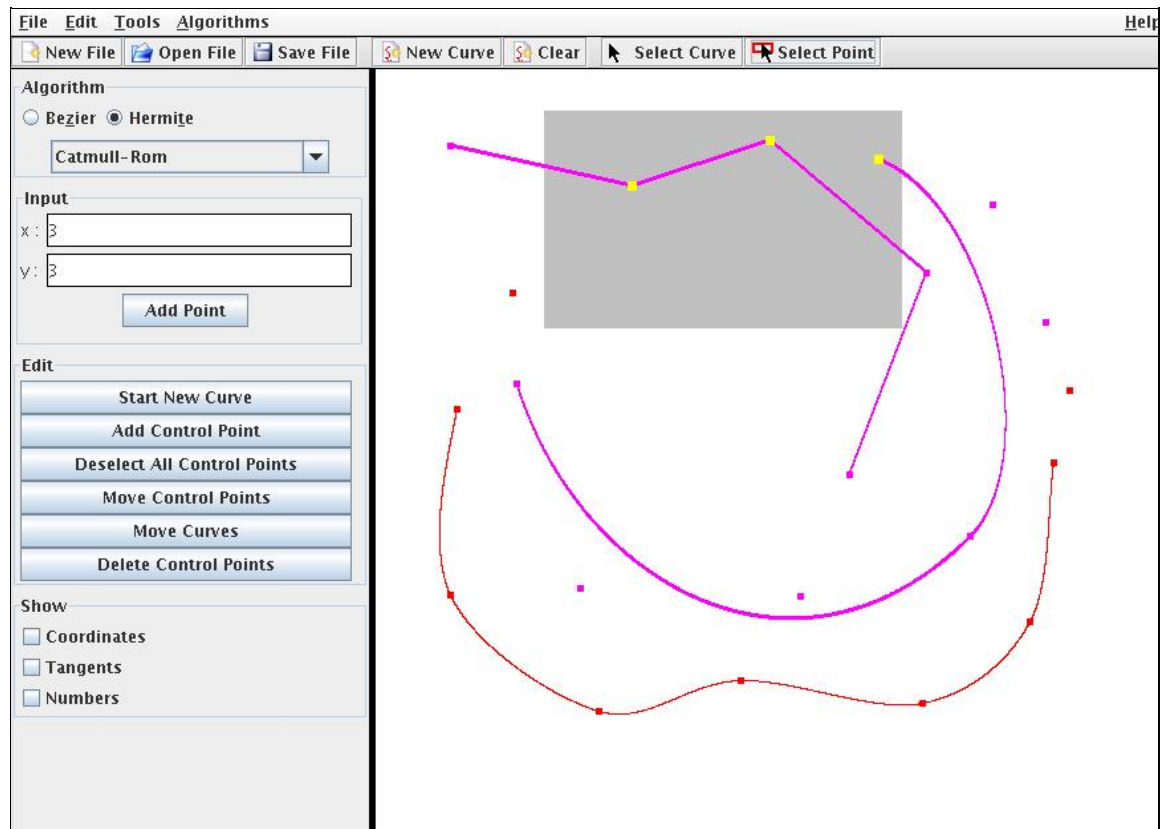 File Edit Tools Algorithms Help
New File Open File Save File New Curve Clear Select Curve Select Point
Algorithm
Bezier Hermite
Catmull-Rom
Input
x: 3
y: 3
Add Point
Edit
Start New Curve
Add Control Point
Deselect All Control Points
Move Control Points
Move Curves
Delete Control Points
Show
Coordinates
Tangents
Numbers